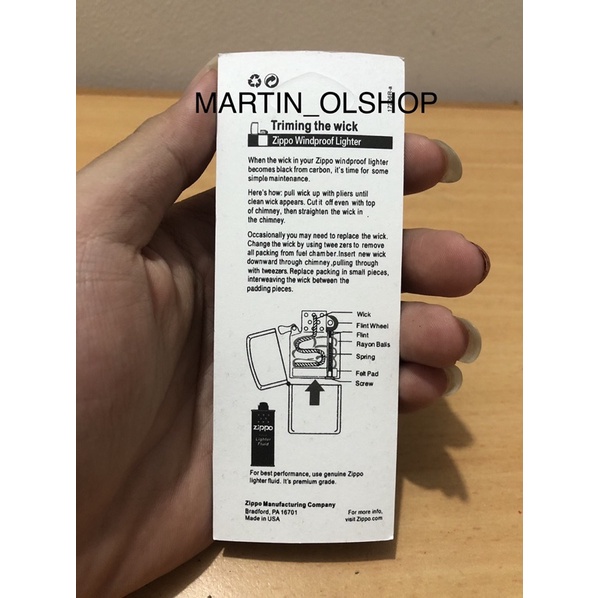 MARTIN_OLSHOP
Triming the wick
Zippo Windproof Lighter
When the wick in your Zippo windproof lighter
becomes black from carbon, it's time for some
simple maintenance.
Here's how: pull wick up with pliers until
clean wick appears. Cut it off even with top
of chimney, then straighten the wick in
the chimney.
Occasionally you may need to replace the wick.
Change the wick by using tweezers to remove
all packing from fuel chamber.Insert new wick
downward through chimney,pulling through
with tweezers. Replace packing in small pieces,
interweaving the wick between the
padding pieces.
Wick
Flint Wheel
Flint
Rayon Balls
Spring
Felt Pad
Screw
zippo
Lighter
Fluid
For best performance, use genuine Zippo
lighter fluid. It's premium grade.
Zippo Manufacturing Company
Bradford, PA 16701
Made in USA
For more info,
visit Zippo.com